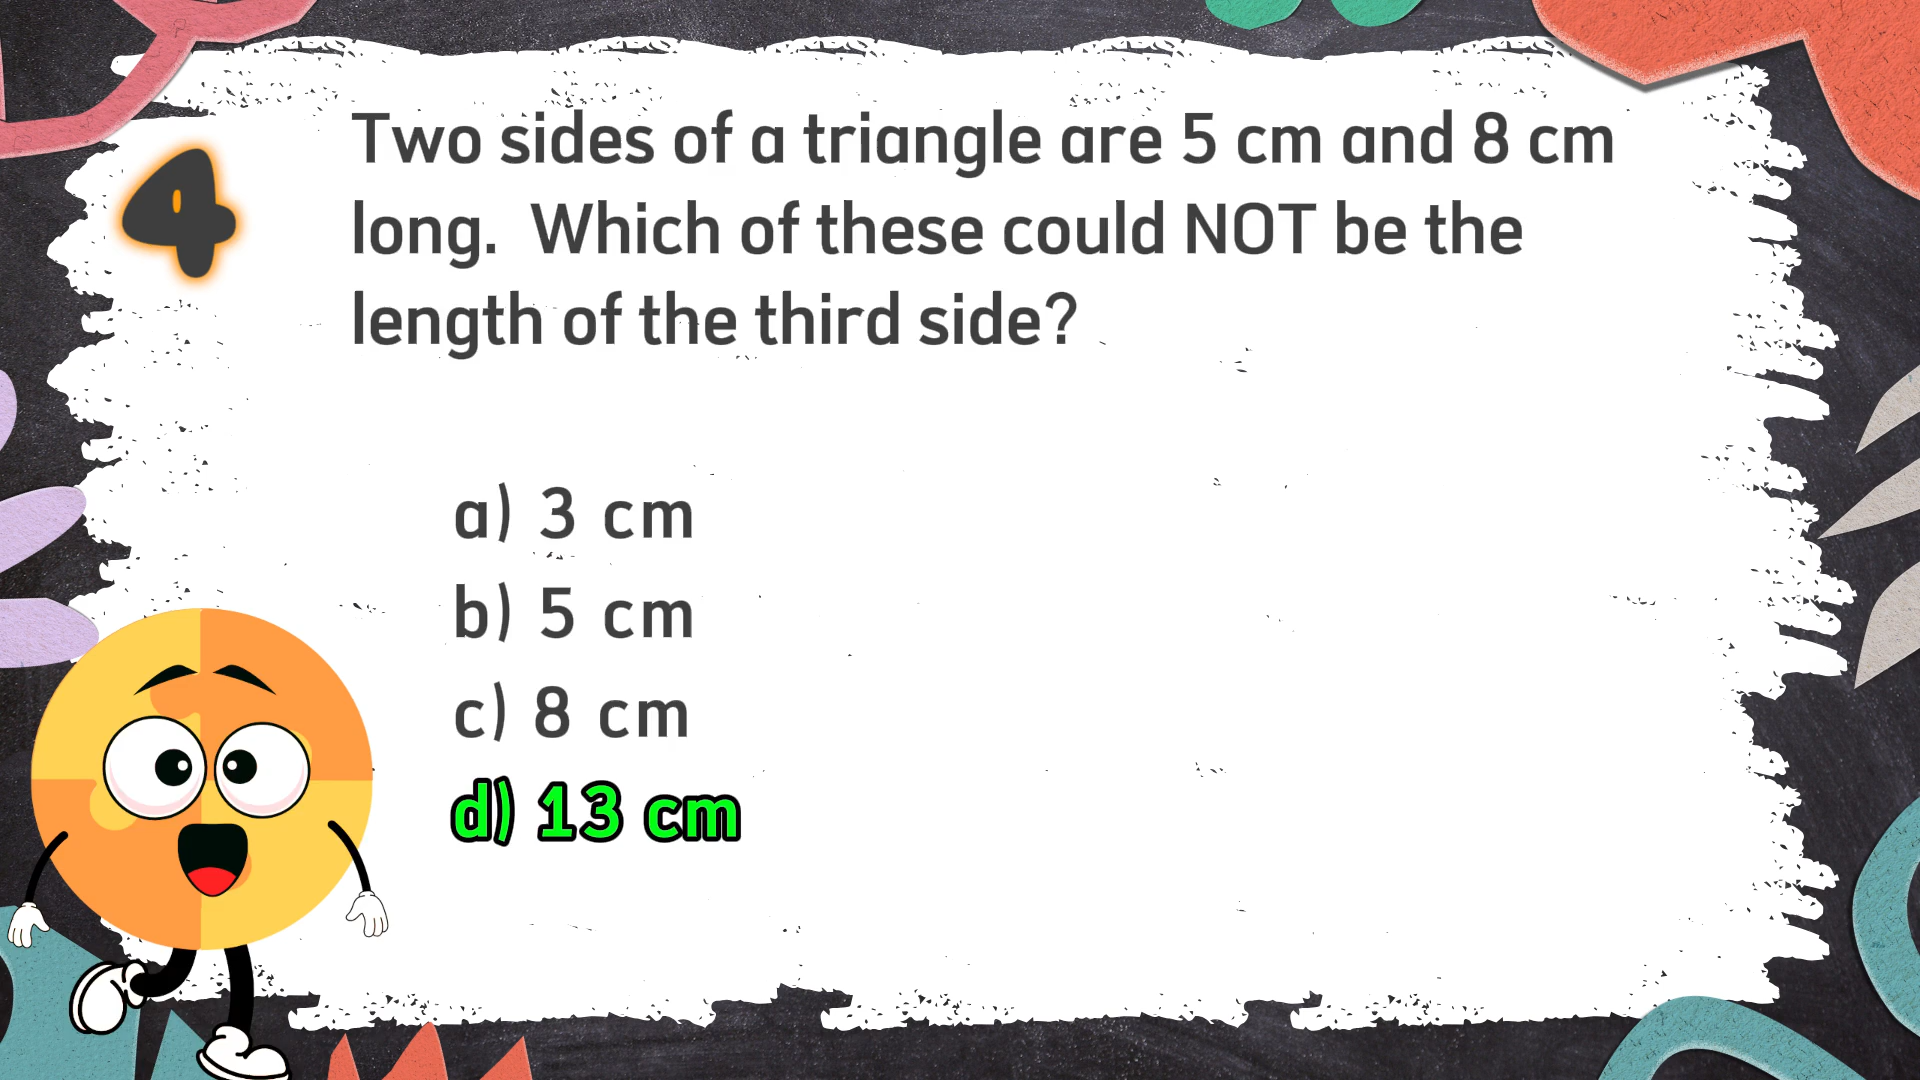 4
Two sides of a triangle are 5 cm and 8 cm
long. Which of these could NOT be the
length of the third side?
a) 3 cm
b) 5 cm
c) 8 cm
d) 13 cm